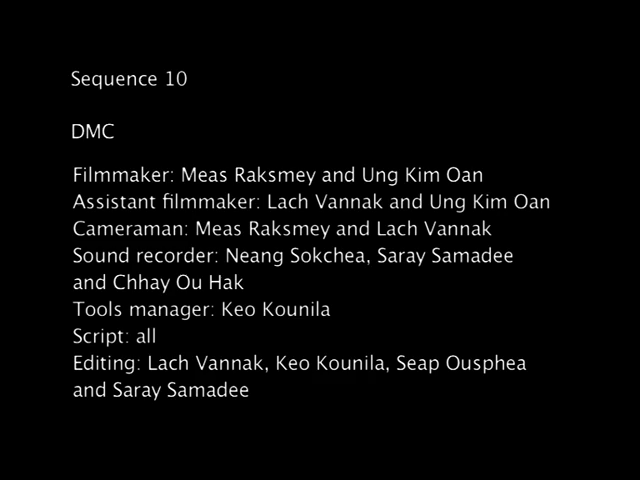 Sequence 10
DMC
Filmmaker: Meas Raksmey and Ung Kim Oan
Assistant filmmaker: Lach Vannak and Ung Kim Oan
Cameraman: Meas Raksmey and Lach Vannak
Sound recorder: Neang Sokchea, Saray Samadee
and Chhay Ou Hak
Tools manager: Keo Kounila
Script: all
Editing: Lach Vannak, Keo Kounila, Seap Ousphea
and Saray Samadee